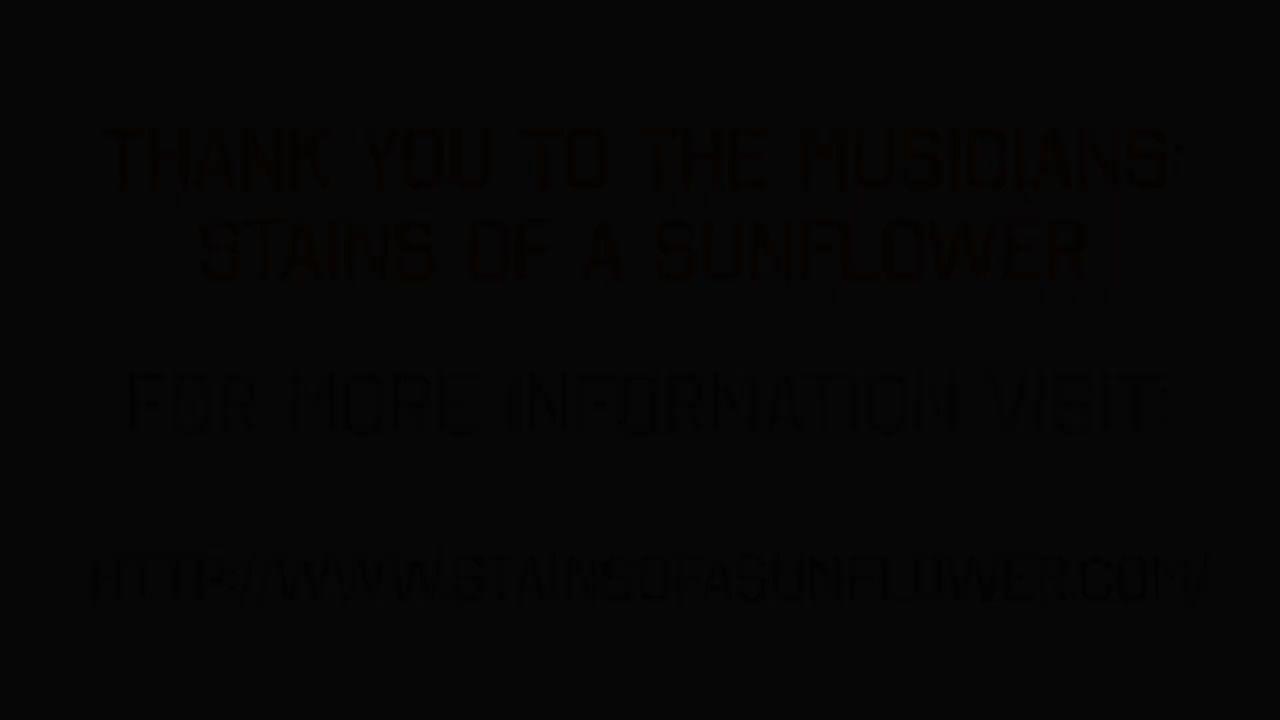 THANK YOU TO THE MUSICIANS:
STAINS OF A SUNFLOWER
FOR MORE INFORMATION VISIT:
HTTP://WWW.STAINSOFASUNFLOWER.COM/